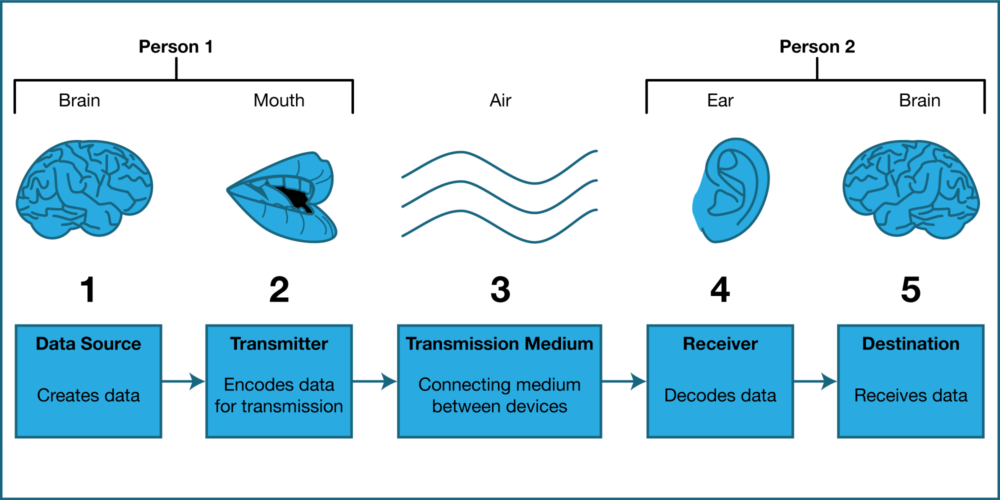 Person 1
Person 2
Brain
Mouth
Air
Ear
Brain
1
2
3
4
5
Data Source
Creates data
Transmitter
Encodes data
for transmission
Transmission Medium
Connecting medium
between devices
Receiver
Decodes data
Destination
Receives data